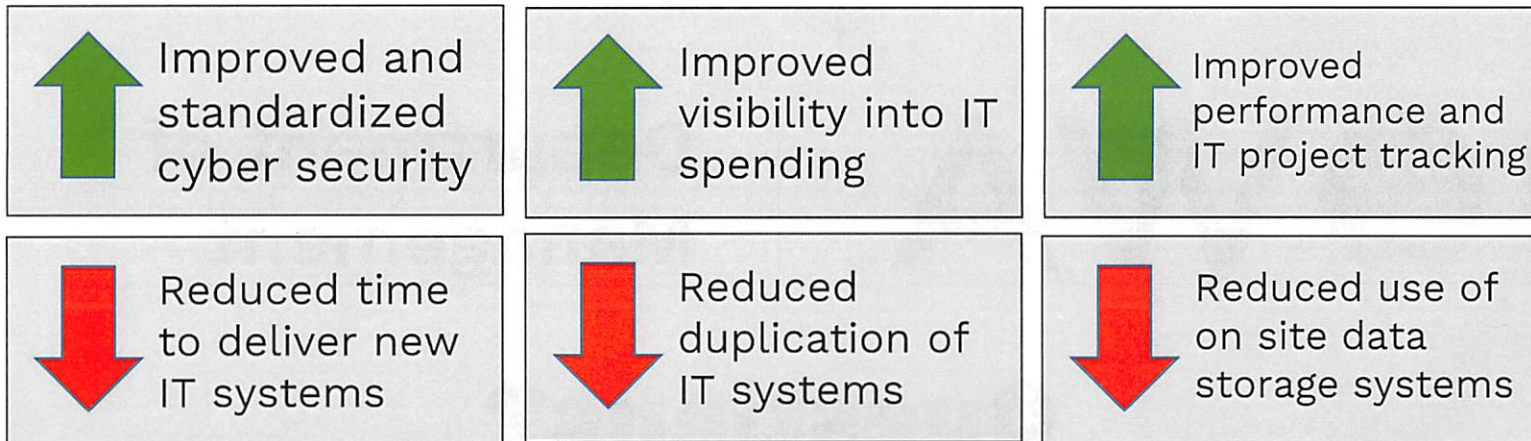 Improved and
standardized
cyber security
Improved
visibility into IT
spending
Improved
performance and
IT project tracking
Reduced time
to deliver new
IT systems
Reduced
duplication of
IT systems
Reduced use of
on site data
storage systems